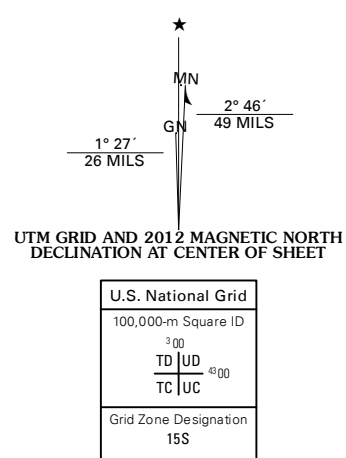 ★
MN
2° 46´
GN
49 MILS
1° 27´
26 MILS
UTM GRID AND 2012 MAGNETIC NORTH
DECLINATION AT CENTER OF SHEET
U.S. National Grid
100,000-m Square ID
³00
TD UD
⁴³00
TC UC
Grid Zone Designation
15S